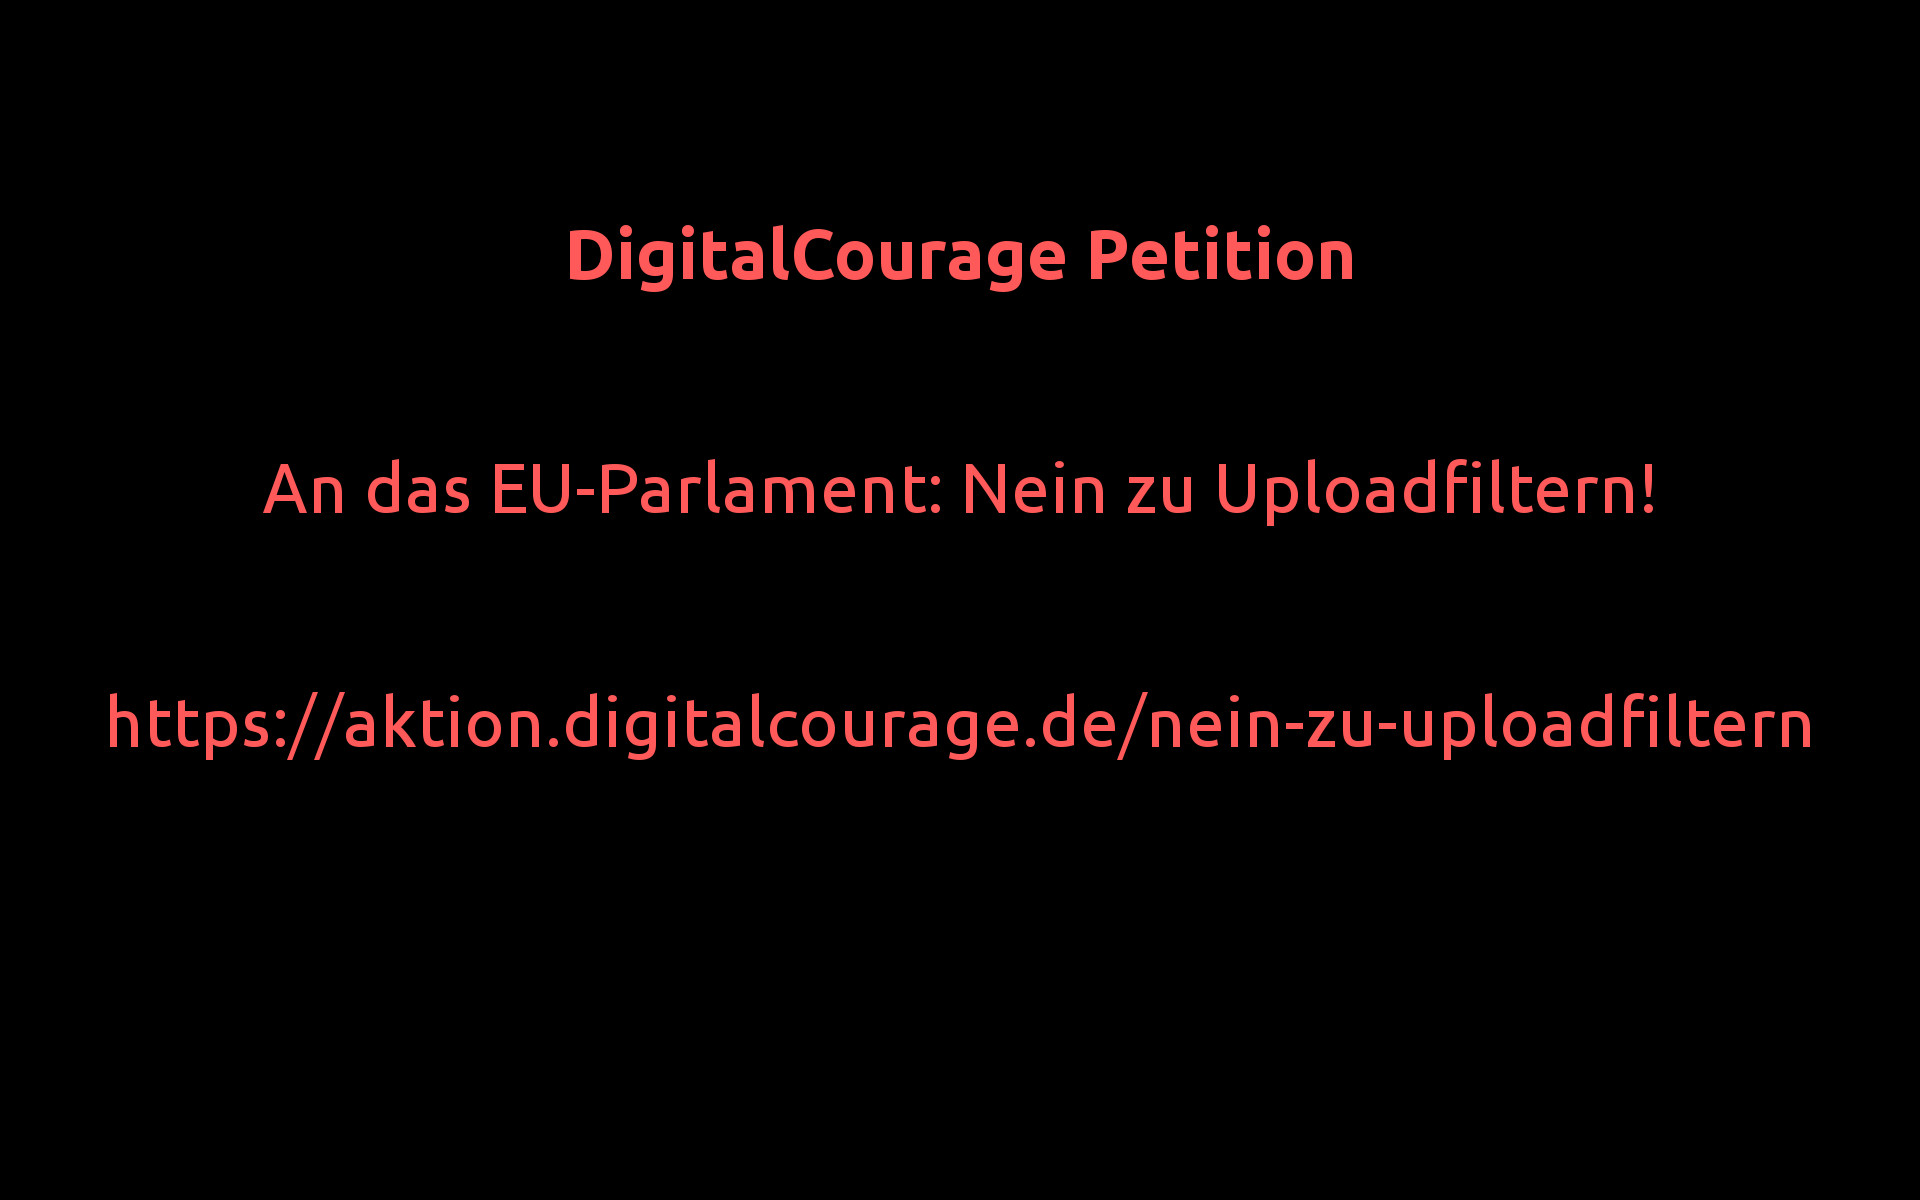 DigitalCourage Petition
An das EU-Parlament: Nein zu Uploadfiltern!
https://aktion.digitalcourage.de/nein-zu-uploadfiltern